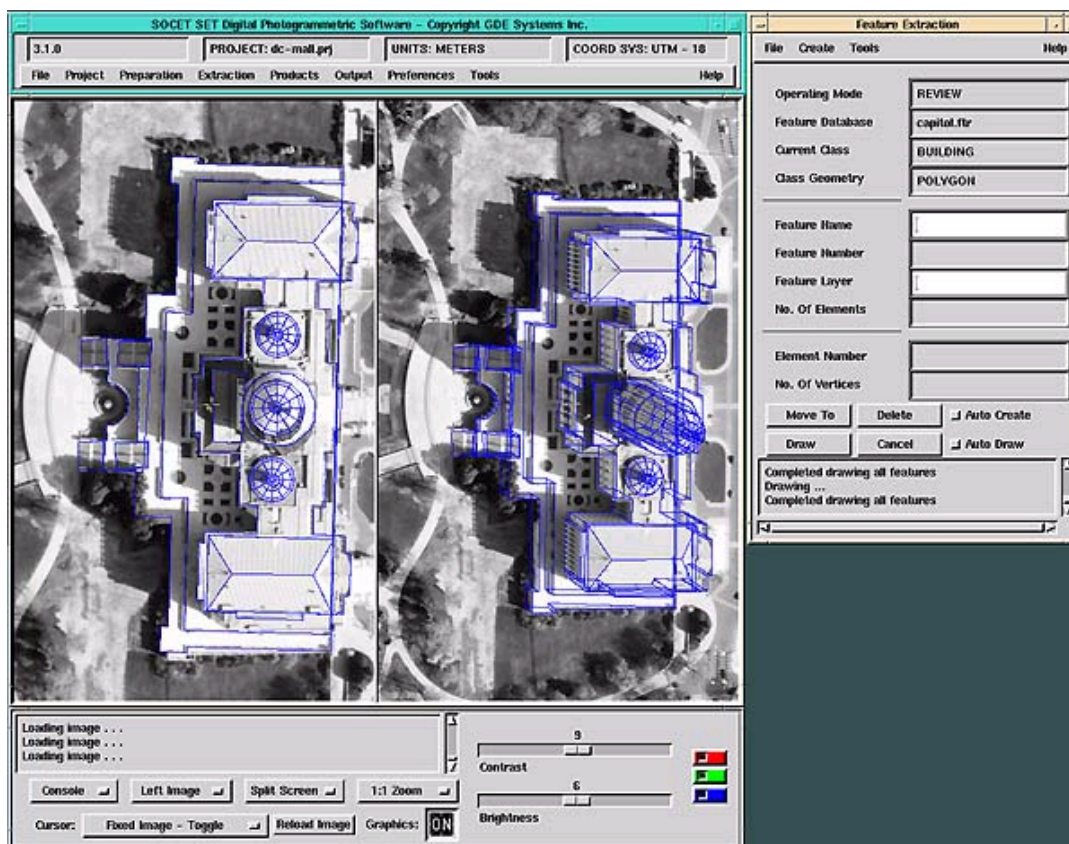 SOCET SET Digital Photogrammetric Software - Copyright GDE Systems Inc.
3.1.0 PROJECT: dc-mall.prj UNITS: METERS COORD SYS: UTM - 18
File Project Preparation Extraction Products Output Preferences Tools Help
Loading image . . .
Loading image . . .
Loading image . . .
Console Left Image Split Screen 1:1 Zoom
Cursor: Fixed Image - Toggle Reload Image Graphics: ON
9
Contrast
6
Brightness
Feature Extraction
File Create Tools Help
Operating Mode REVIEW
Feature Database capitol.ftr
Current Class BUILDING
Class Geometry POLYGON
Feature Name
Feature Number
Feature Layer
No. Of Elements
Element Number
No. Of Vertices
Move To Delete Auto Create
Draw Cancel Auto Draw
Completed drawing all features
Drawing ...
Completed drawing all features